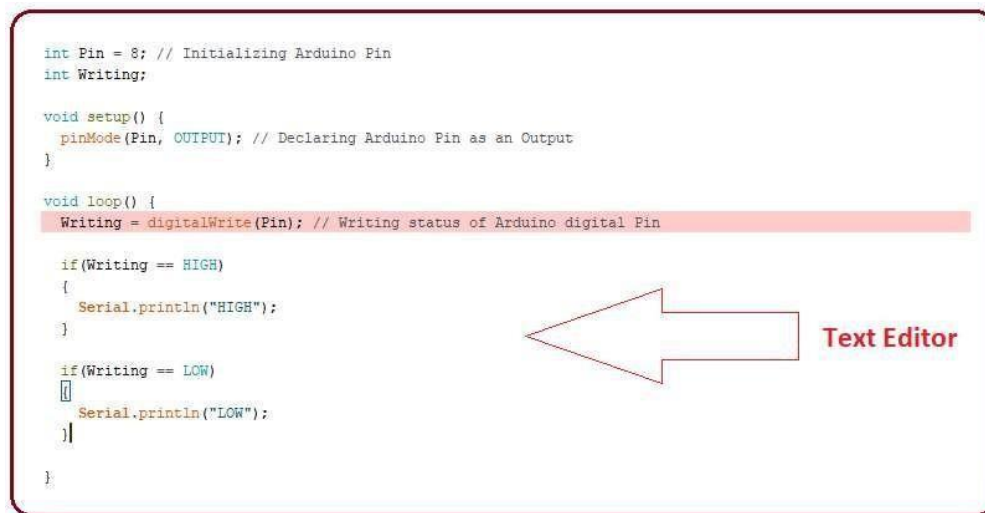 int Pin = 8; // Initializing Arduino Pin
int Writing;
void setup() {
pinMode(Pin, OUTPUT); // Declaring Arduino Pin as an Output
}
void loop() {
Writing = digitalWrite(Pin); // Writing status of Arduino digital Pin
if(Writing == HIGH)
{
Serial.println("HIGH");
}
if(Writing == LOW)
{
Serial.println("LOW");
}
}
Text Editor